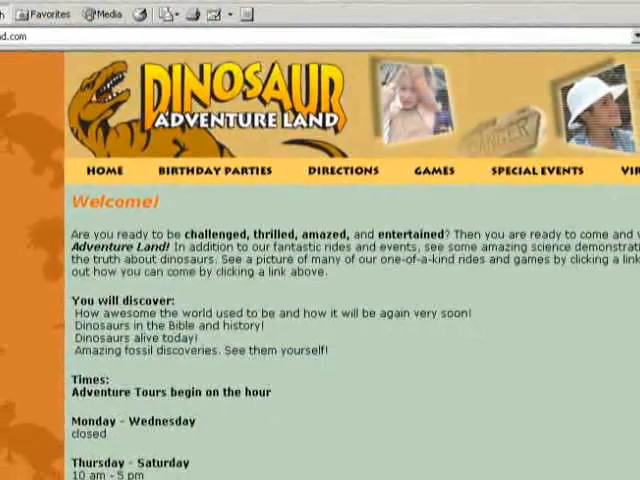 Favorites Media
d.com
DINOSAUR
ADVENTURE LAND
DANGER
HOME BIRTHDAY PARTIES DIRECTIONS GAMES SPECIAL EVENTS VI
Welcome!
Are you ready to be challenged, thrilled, amazed, and entertained? Then you are ready to come and
Adventure Land! In addition to our fantastic rides and events, see some amazing science demonstrat
the truth about dinosaurs. See a picture of many of our one-of-a-kind rides and games by clicking a link
out how you can come by clicking a link above.
You will discover:
How awesome the world used to be and how it will be again very soon!
Dinosaurs in the Bible and history!
Dinosaurs alive today!
Amazing fossil discoveries. See them yourself!
Times:
Adventure Tours begin on the hour
Monday - Wednesday
closed
Thursday - Saturday
10 am - 5 pm